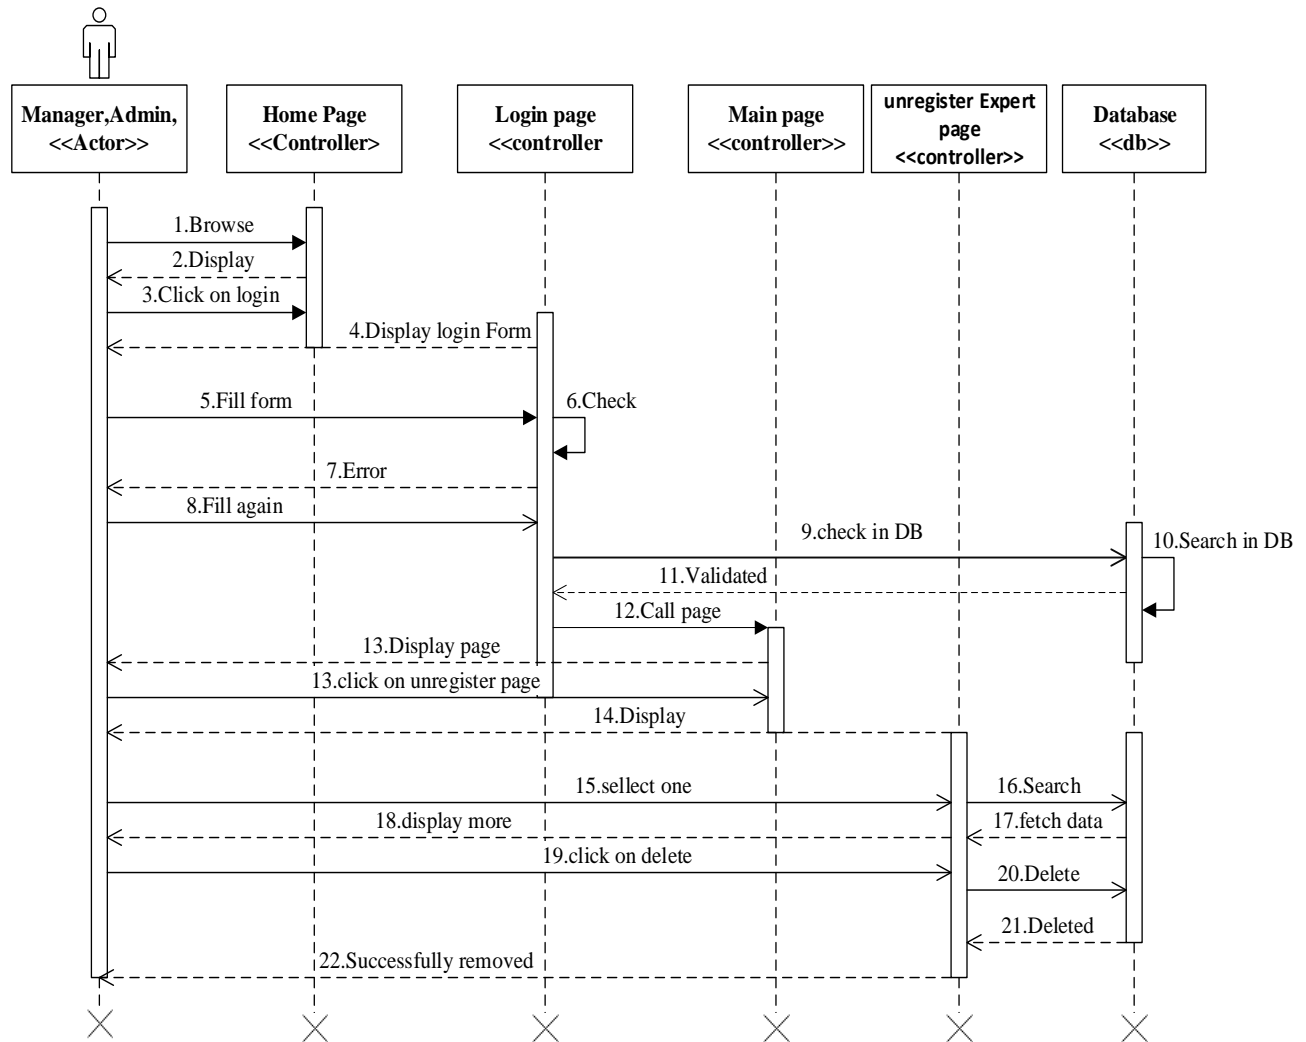 Manager,Admin,
<<Actor>>
Home Page
<<Controller>
Login page
<<controller
Main page
<<controller>>
unregister Expert
page
<<controller>>
Database
<<db>>
1.Browse
2.Display
3.Click on login
4.Display login Form
5.Fill form
6.Check
7.Error
8.Fill again
9.check in DB
10.Search in DB
11.Validated
12.Call page
13.Display page
13.click on unregister page
14.Display
15.sellect one
16.Search
17.fetch data
18.display more
19.click on delete
20.Delete
21.Deleted
22.Successfully removed